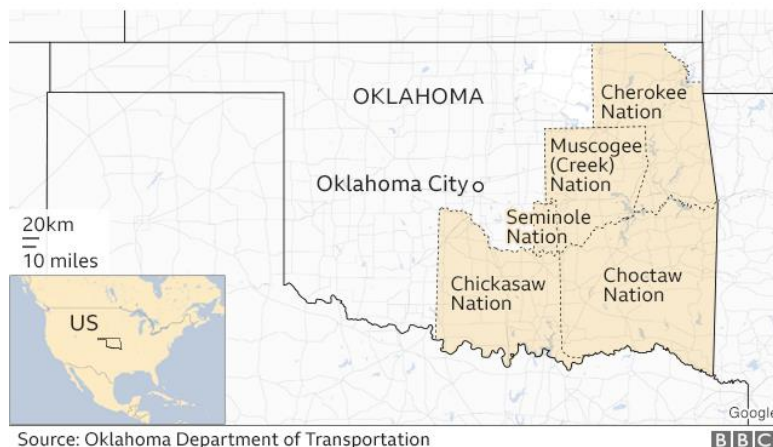 OKLAHOMA
Cherokee
Nation
Muscogee
(Creek)
Nation
Oklahoma City
Seminole
Nation
20km
10 miles
Chickasaw
Nation
Choctaw
Nation
US
Google
Source: Oklahoma Department of Transportation
BBC